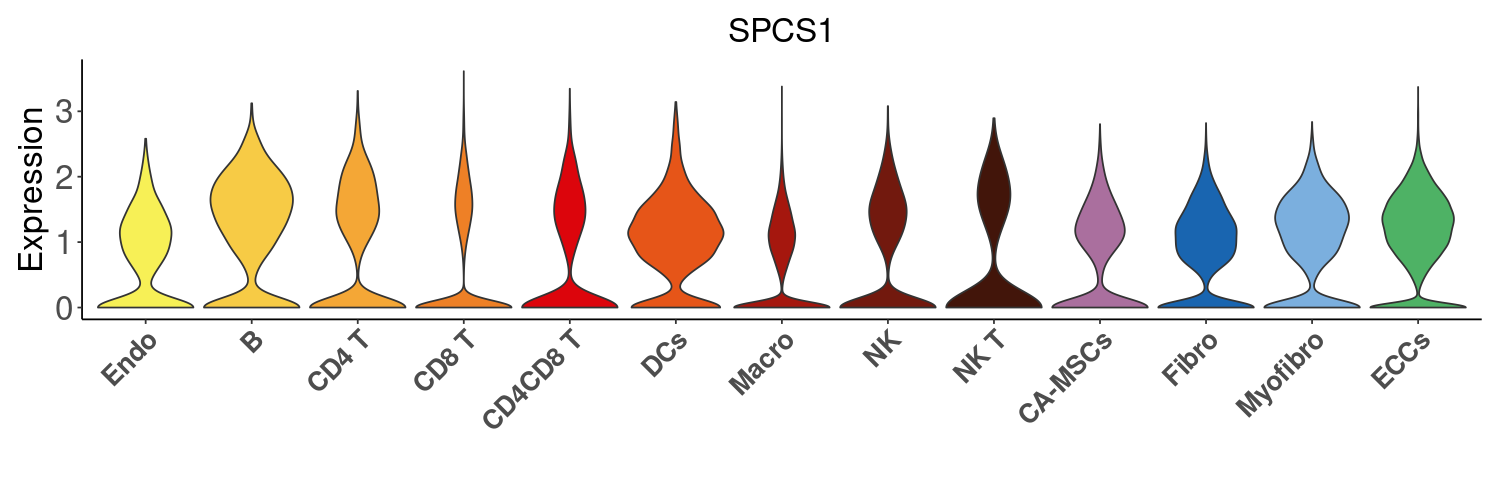 SPCS1
Expression
3
2
1
0
Endo
B
CD4 T
CD8 T
CD4CD8 T
DCs
Macro
NK
NK T
CA-MSCs
Fibro
Myofibro
ECCs